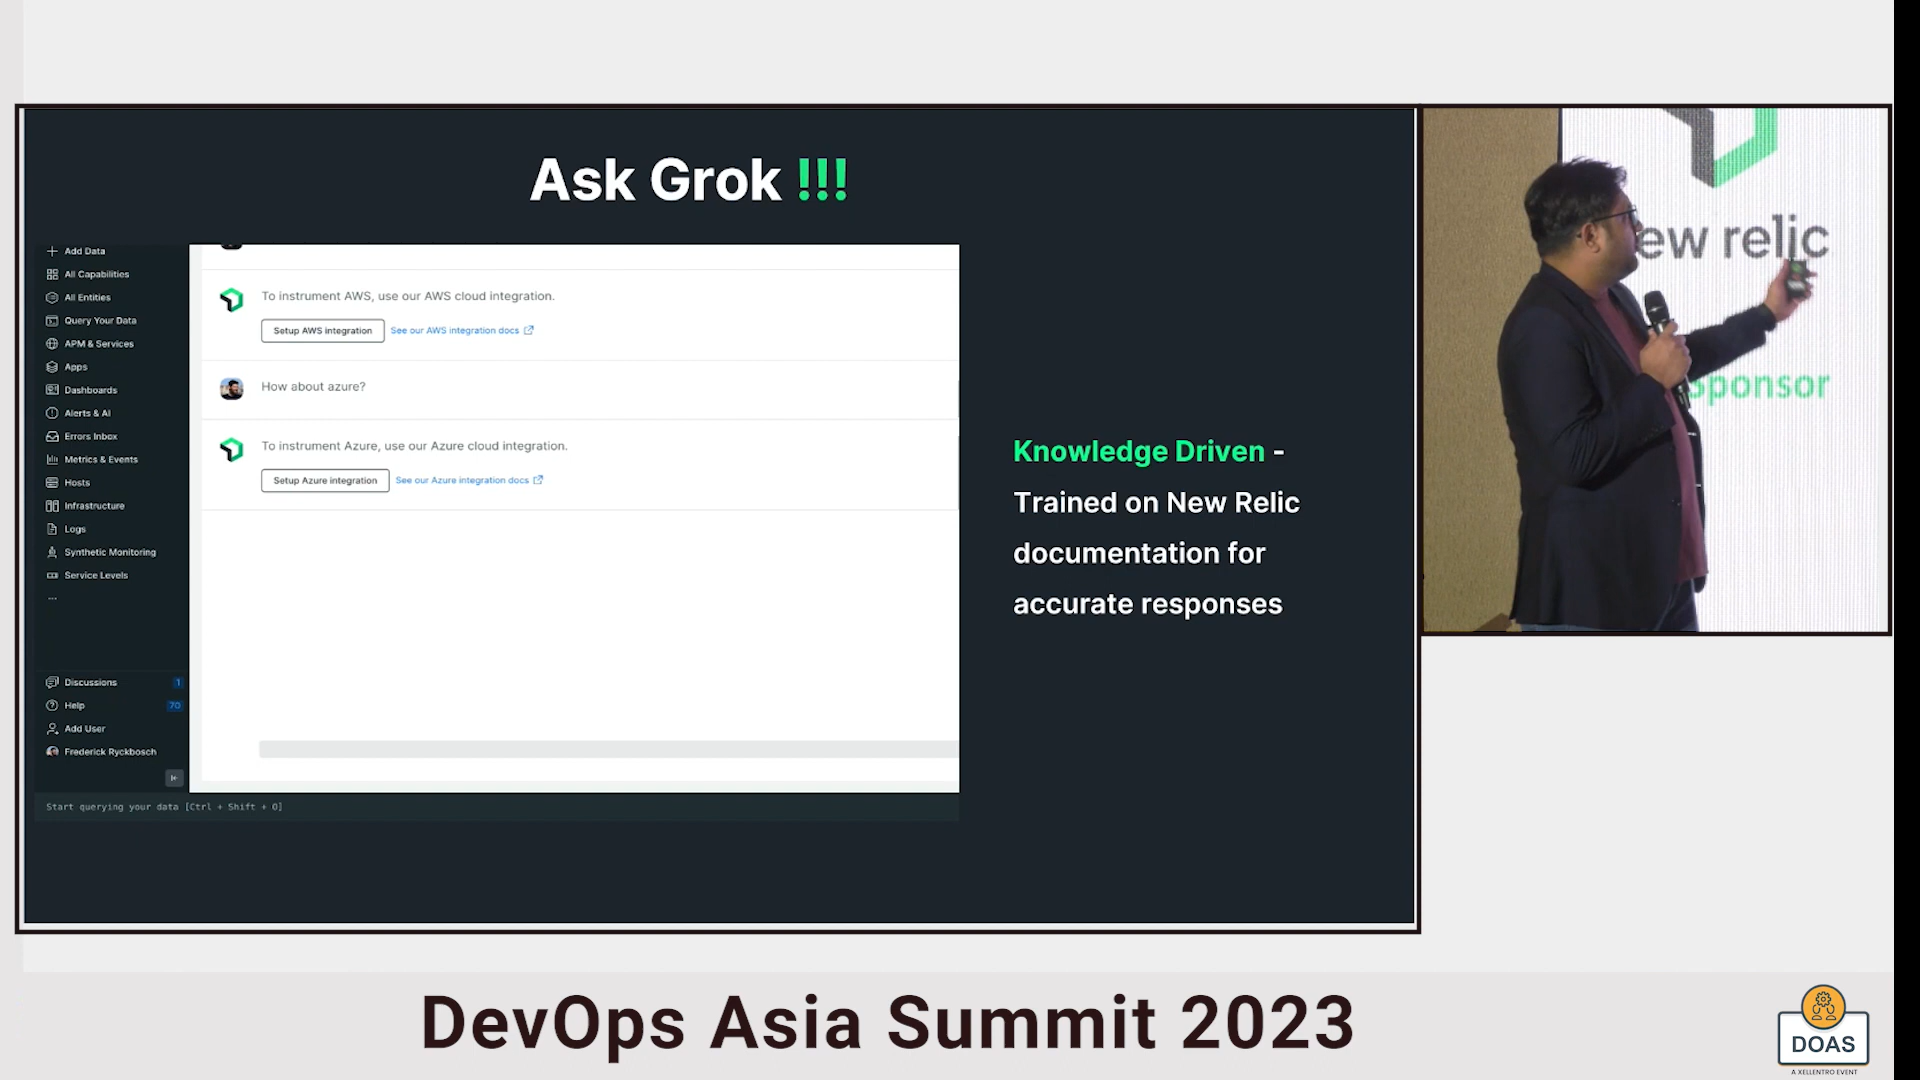 Ask Grok !!!
Add Data
All Capabilities
All Entities
Query Your Data
APM & Services
Apps
Dashboards
Alerts & AI
Errors Inbox
Metrics & Events
Hosts
Infrastructure
Logs
Synthetic Monitoring
Service Levels
...
Discussions 1
Help 70
Add User
Frederick Ryckbosch
Start querying your data [Ctrl + Shift + O]
To instrument AWS, use our AWS cloud integration.
Setup AWS integration See our AWS integration docs
How about azure?
To instrument Azure, use our Azure cloud integration.
Setup Azure integration See our Azure integration docs
Knowledge Driven -
Trained on New Relic
documentation for
accurate responses
ew relic
sponsor
DevOps Asia Summit 2023
DOAS
A XELLENTRO EVENT